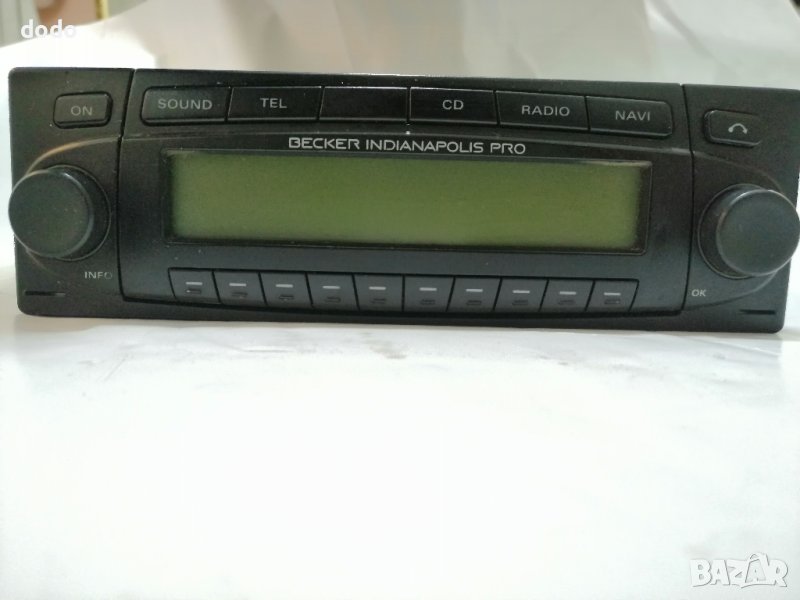 dodo
ON SOUND TEL CD RADIO NAVI
BECKER INDIANAPOLIS PRO
INFO OK
BAZAR